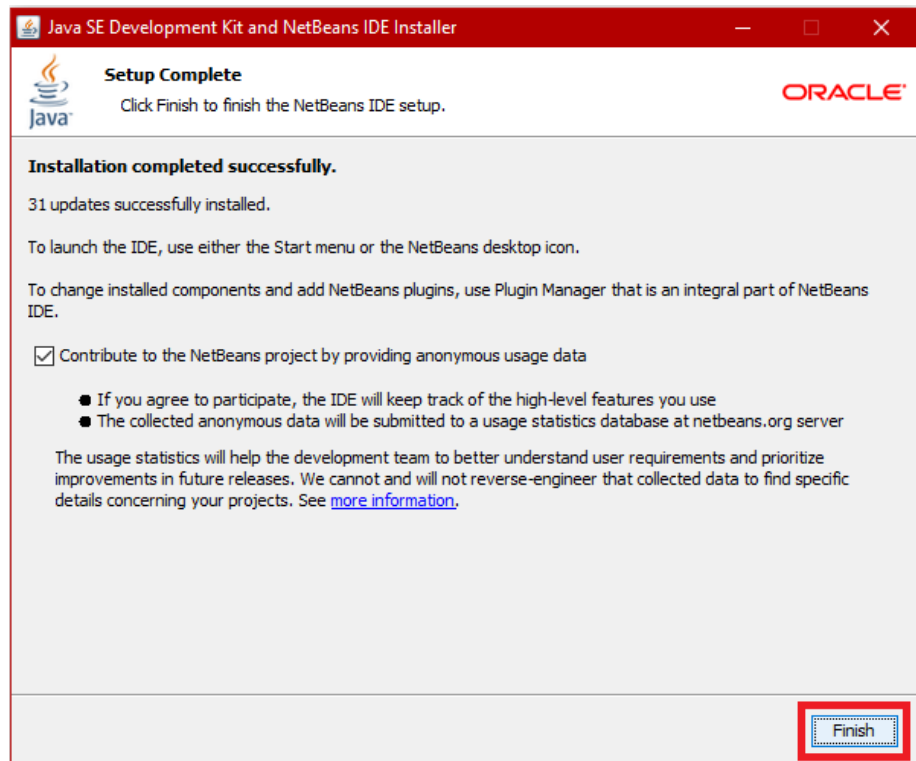 Java SE Development Kit and NetBeans IDE Installer
Setup Complete
Click Finish to finish the NetBeans IDE setup.
Java
ORACLE
Installation completed successfully.
31 updates successfully installed.
To launch the IDE, use either the Start menu or the NetBeans desktop icon.
To change installed components and add NetBeans plugins, use Plugin Manager that is an integral part of NetBeans
IDE.
Contribute to the NetBeans project by providing anonymous usage data
If you agree to participate, the IDE will keep track of the high-level features you use
The collected anonymous data will be submitted to a usage statistics database at netbeans.org server
The usage statistics will help the development team to better understand user requirements and prioritize
improvements in future releases. We cannot and will not reverse-engineer that collected data to find specific
details concerning your projects. See more information.
Finish